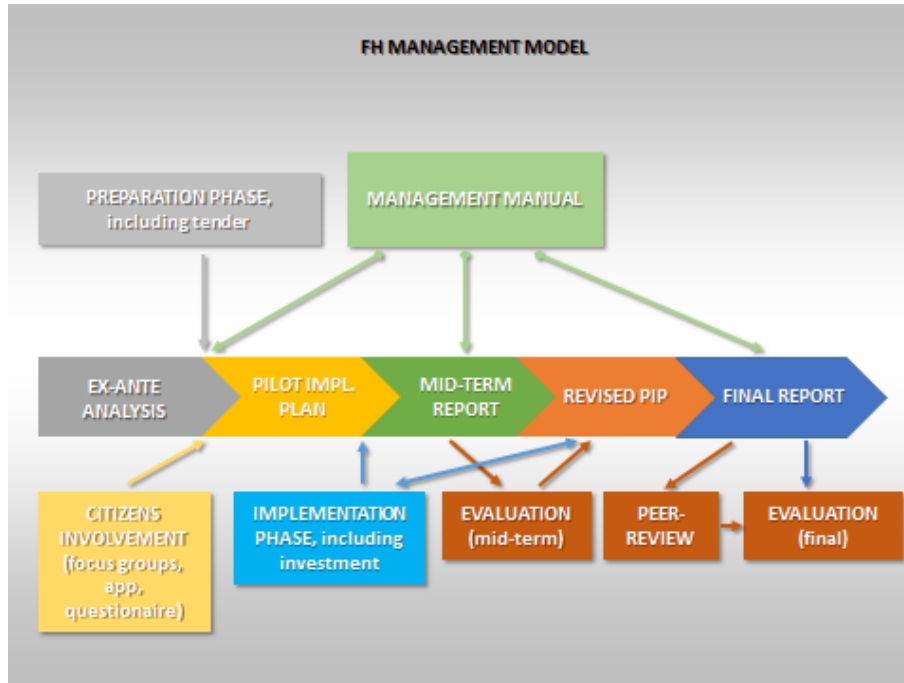 FH MANAGEMENT MODEL
PREPARATION PHASE,
including tender
MANAGEMENT MANUAL
EX-ANTE
ANALYSIS
PILOT IMPL.
PLAN
MID-TERM
REPORT
REVISED PIP
FINAL REPORT
CITIZENS
INVOLVEMENT
(focus groups,
app,
questionaire)
IMPLEMENTATION
PHASE, including
investment
EVALUATION
(mid-term)
PEER-
REVIEW
EVALUATION
(final)